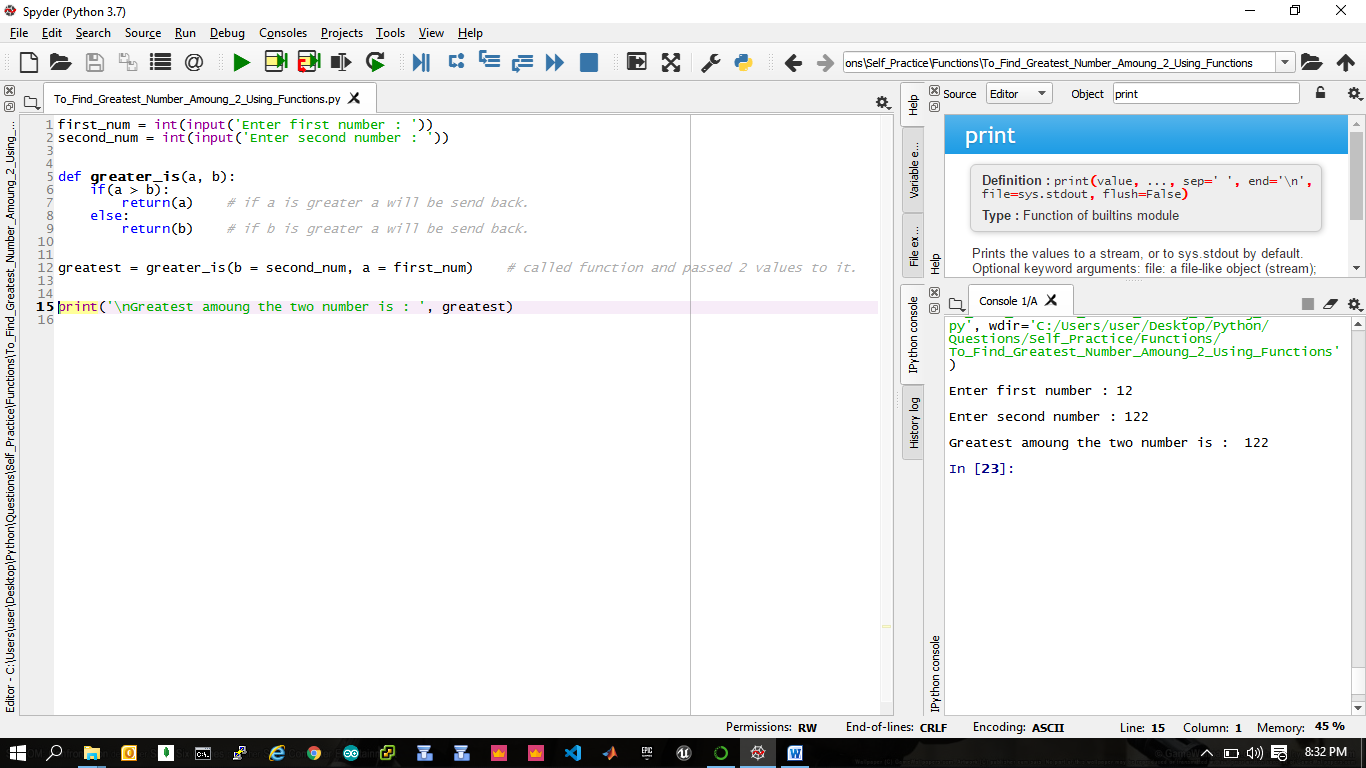 Spyder (Python 3.7)
File Edit Search Source Run Debug Consoles Projects Tools View Help
ons\Self_Practice\Functions\To_Find_Greatest_Number_Amoung_2_Using_Functions
Editor - C:\Users\user\Desktop\Python\Questions\Self_Practice\Functions\To_Find_Greatest_Number_Amoung_2_Using_...
To_Find_Greatest_Number_Amoung_2_Using_Functions.py
1 first_num = int(input('Enter first number : '))
2 second_num = int(input('Enter second number : '))
3
4
5 def greater_is(a, b):
6 if(a > b):
7 return(a) # if a is greater a will be send back.
8 else:
9 return(b) # if b is greater a will be send back.
10
11
12 greatest = greater_is(b = second_num, a = first_num) # called function and passed 2 values to it.
13
14
15 print('\nGreatest amoung the two number is : ', greatest)
16
Help
Variable e...
File ex...
Source Editor Object print
print
Definition : print(value, ..., sep=' ', end='\n',
file=sys.stdout, flush=False)
Type : Function of builtins module
Prints the values to a stream, or to sys.stdout by default.
Optional keyword arguments: file: a file-like object (stream);
Help
IPython console
History log
Console 1/A
py', wdir='C:/Users/user/Desktop/Python/
Questions/Self_Practice/Functions/
To_Find_Greatest_Number_Amoung_2_Using_Functions'
)
Enter first number : 12
Enter second number : 122
Greatest amoung the two number is :  122
In [23]:
IPython console
Permissions: RW End-of-lines: CRLF Encoding: ASCII Line: 15 Column: 1 Memory: 45 %
EPIC
GAMES
8:32 PM